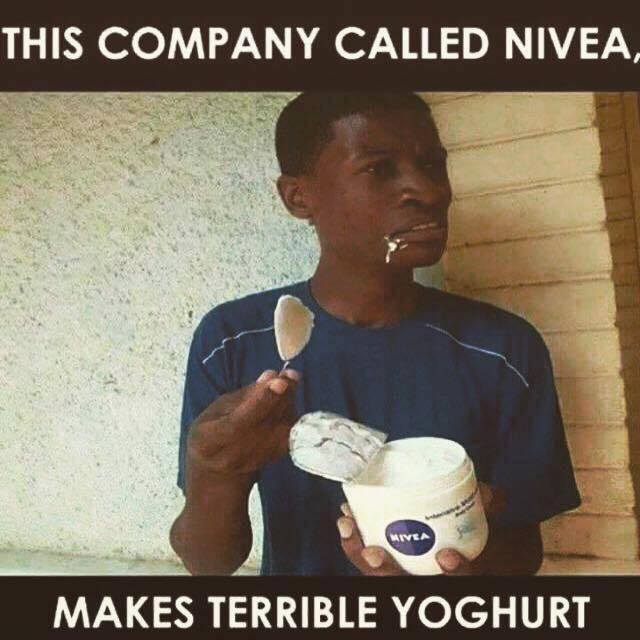 THIS COMPANY CALLED NIVEA,
NIVEA
MAKES TERRIBLE YOGHURT